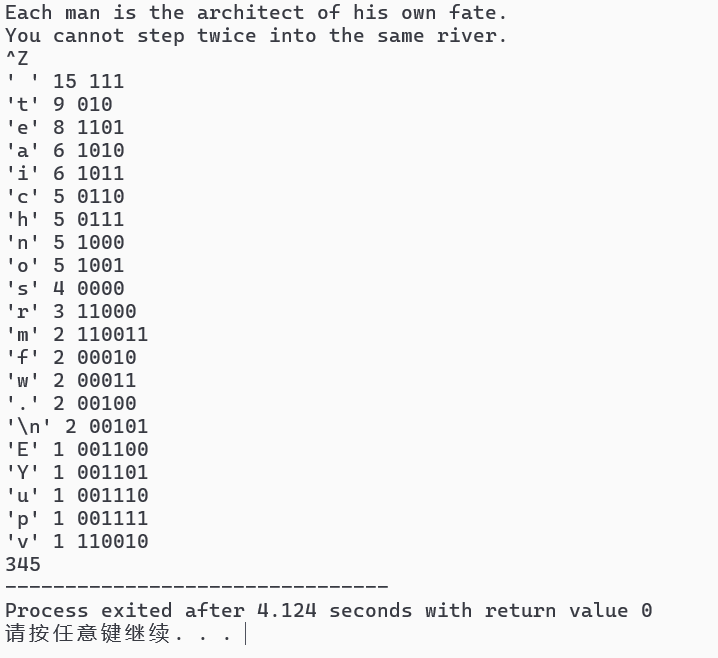 Each man is the architect of his own fate.
You cannot step twice into the same river.
^Z
' ' 15 111
't' 9 010
'e' 8 1101
'a' 6 1010
'i' 6 1011
'c' 5 0110
'h' 5 0111
'n' 5 1000
'o' 5 1001
's' 4 0000
'r' 3 11000
'm' 2 110011
'f' 2 00010
'w' 2 00011
'.' 2 00100
'\n' 2 00101
'E' 1 001100
'Y' 1 001101
'u' 1 001110
'p' 1 001111
'v' 1 110010
345
--------------------------------
Process exited after 4.124 seconds with return value 0
请按任意键继续. . .